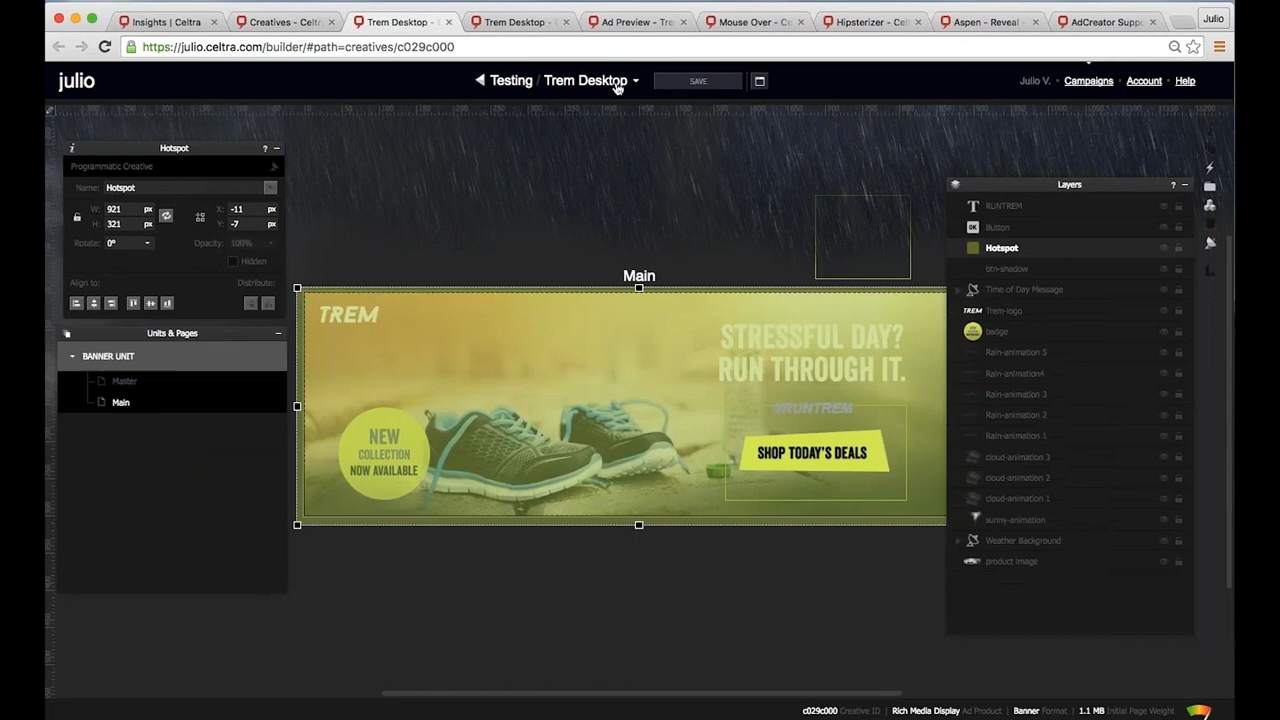 Insights | Celtra
Creatives - Celtra
Trem Desktop -
Trem Desktop -
Ad Preview - Tre
Mouse Over - Ce
Hipsterizer - Cel
Aspen - Reveal -
AdCreator Suppo
Julio
https://julio.celtra.com/builder/#path=creatives/c029c000
julio
Testing / Trem Desktop
SAVE
Julio V. · Campaigns · Account · Help
Hotspot
Programmatic Creative
Name: Hotspot
W: 921 px X: -11 px
H: 321 px Y: -7 px
Rotate: 0° Opacity: 100%
Hidden
Align to: Distribute:
Units & Pages
BANNER UNIT
Master
Main
Main
TREM
STRESSFUL DAY?
RUN THROUGH IT.
#RUNTREM
SHOP TODAY'S DEALS
NEW
COLLECTION
NOW AVAILABLE
Layers
RUNTREM
Button
Hotspot
btn-shadow
Time of Day Message
Trem-logo
badge
Rain-animation 5
Rain-animation4
Rain-animation 3
Rain-animation 2
Rain-animation 1
cloud-animation 3
cloud-animation 2
cloud-animation 1
sunny-animation
Weather Background
product image
c029c000 Creative ID | Rich Media Display Ad Product | Banner Format | 1.1 MB Initial Page Weight